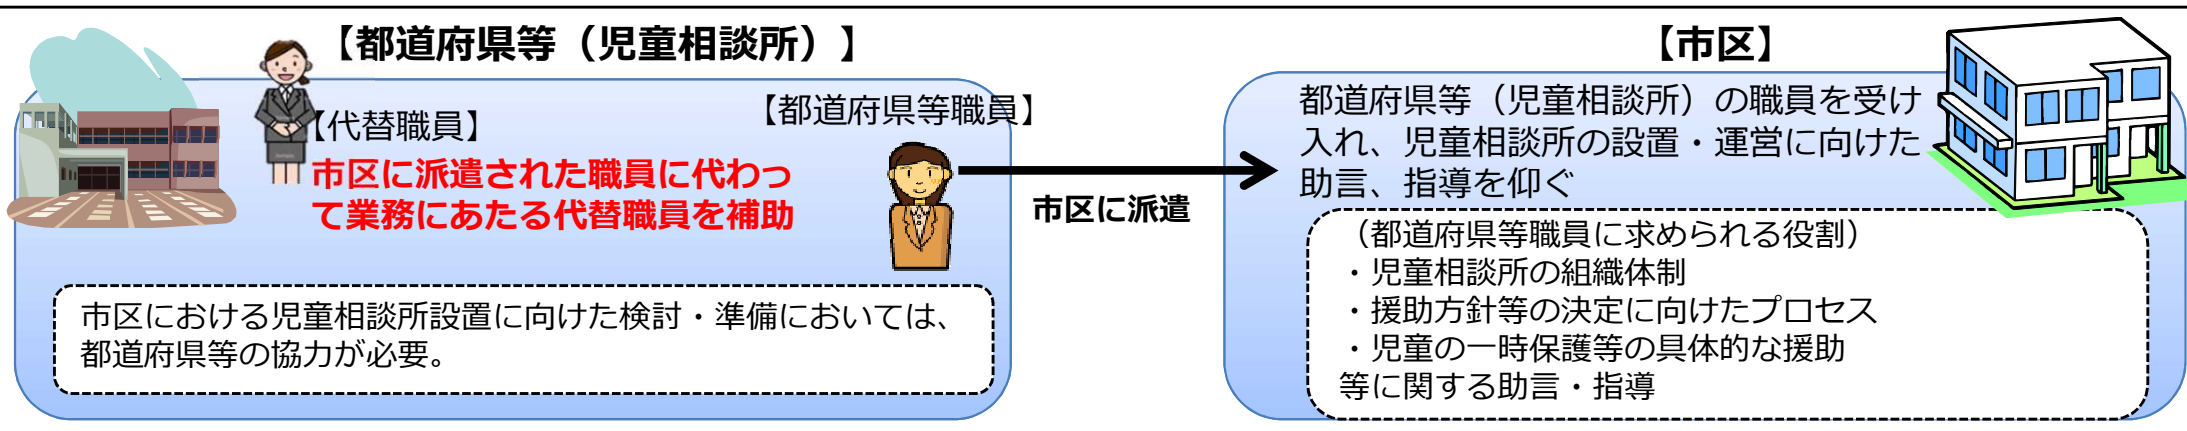 【都道府県等（児童相談所）】
【代替職員】
【都道府県等職員】
市区に派遣された職員に代わっ
て業務にあたる代替職員を補助
市区における児童相談所設置に向けた検討・準備においては、
都道府県等の協力が必要。
市区に派遣
【市区】
都道府県等（児童相談所）の職員を受け
入れ、児童相談所の設置・運営に向けた
助言、指導を仰ぐ
（都道府県等職員に求められる役割）
・児童相談所の組織体制
・援助方針等の決定に向けたプロセス
・児童の一時保護等の具体的な援助
等に関する助言・指導